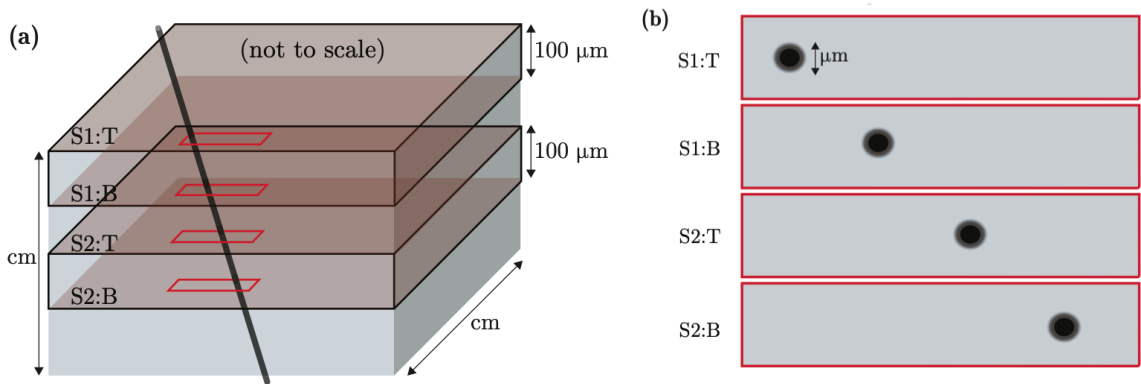 (a)
(not to scale)
100 μm
S1:T
100 μm
S1:B
S2:T
cm
S2:B
cm
(b)
S1:T
μm
S1:B
S2:T
S2:B